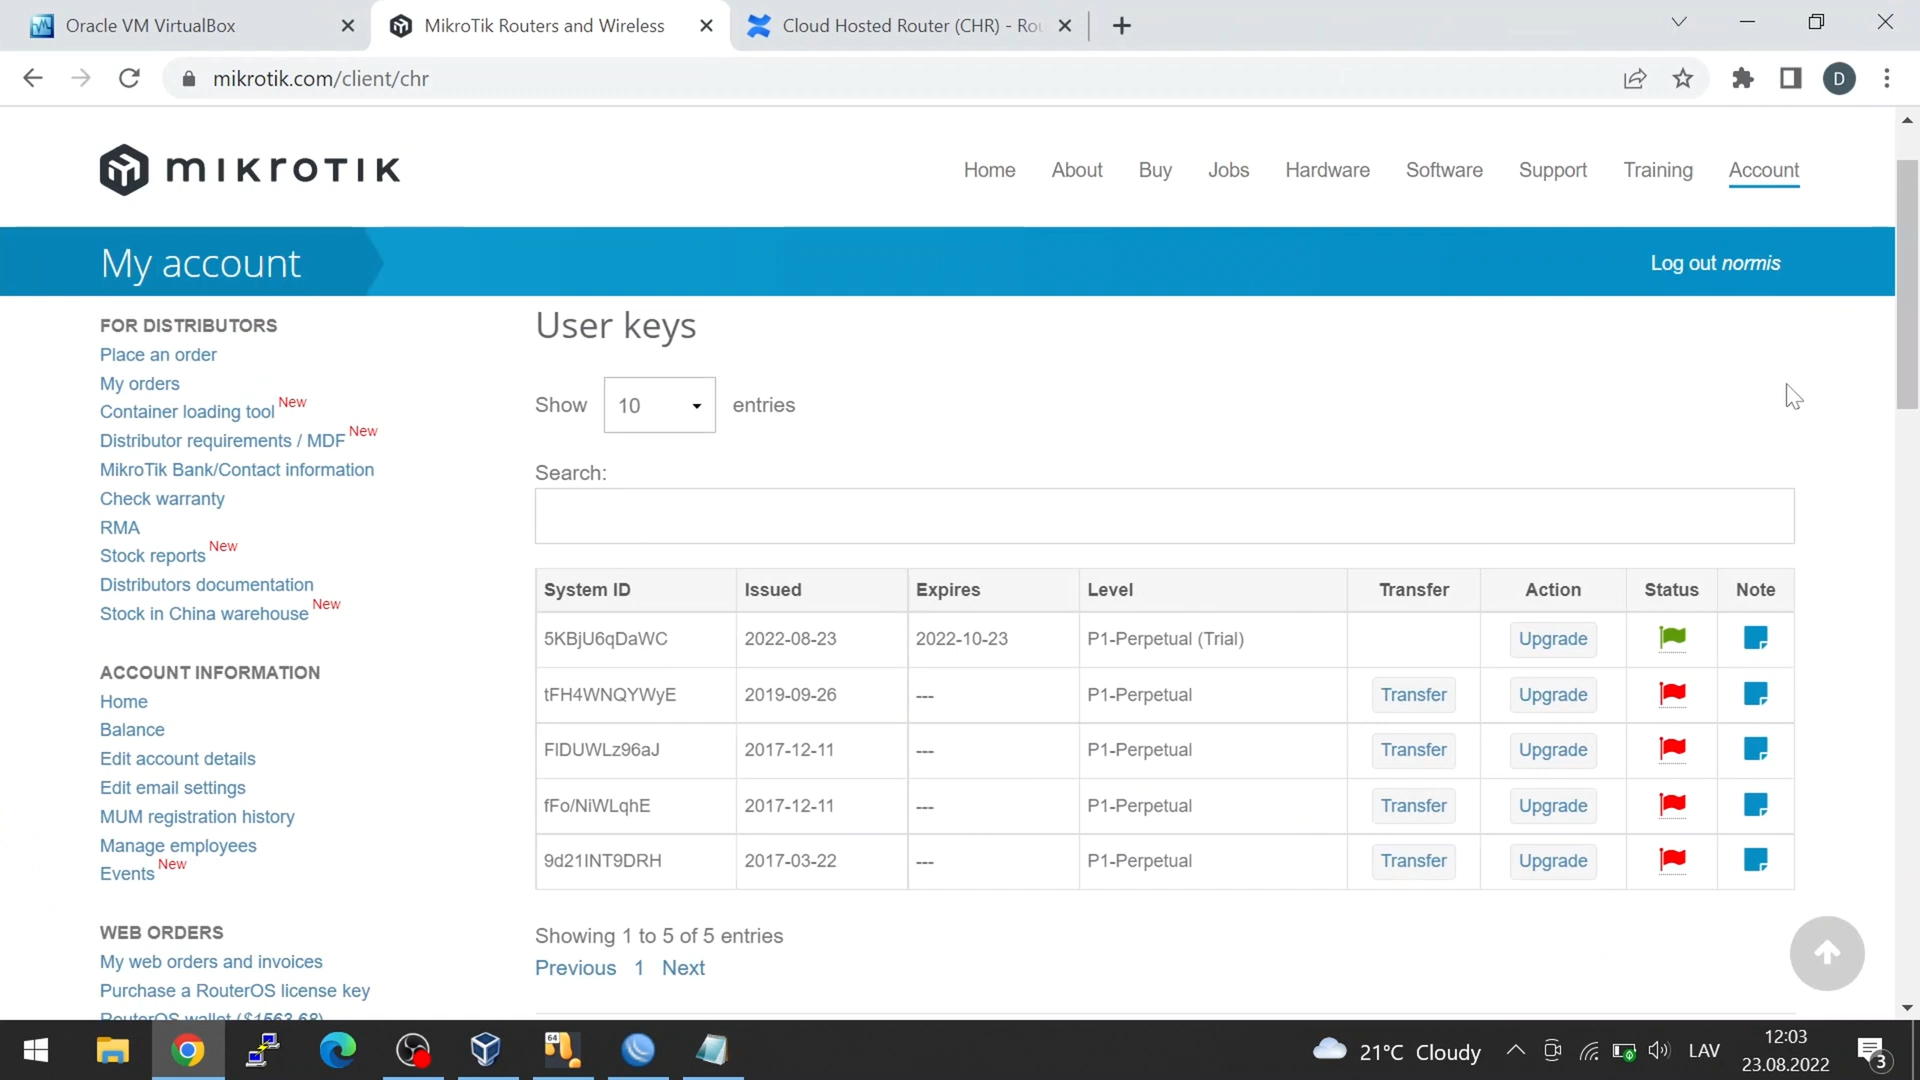 Oracle VM VirtualBox
MikroTik Routers and Wireless
Cloud Hosted Router (CHR) - Rou
mikrotik.com/client/chr
D
mikrotik
Home About Buy Jobs Hardware Software Support Training Account
My account
Log out normis
FOR DISTRIBUTORS
Place an order
My orders
Container loading tool New
Distributor requirements / MDF New
MikroTik Bank/Contact information
Check warranty
RMA
Stock reports New
Distributors documentation
Stock in China warehouse New
ACCOUNT INFORMATION
Home
Balance
Edit account details
Edit email settings
MUM registration history
Manage employees
Events New
WEB ORDERS
My web orders and invoices
Purchase a RouterOS license key
RouterOS wallet ($1563.68)
User keys
Show 10 entries
Search:
System ID Issued Expires Level Transfer Action Status Note
5KBjU6qDaWC 2022-08-23 2022-10-23 P1-Perpetual (Trial) Upgrade
tFH4WNQYWyE 2019-09-26 --- P1-Perpetual Transfer Upgrade
FIDUWLz96aJ 2017-12-11 --- P1-Perpetual Transfer Upgrade
fFo/NiWLqhE 2017-12-11 --- P1-Perpetual Transfer Upgrade
9d21INT9DRH 2017-03-22 --- P1-Perpetual Transfer Upgrade
Showing 1 to 5 of 5 entries
Previous 1 Next
64
21°C Cloudy
LAV
12:03
23.08.2022
3